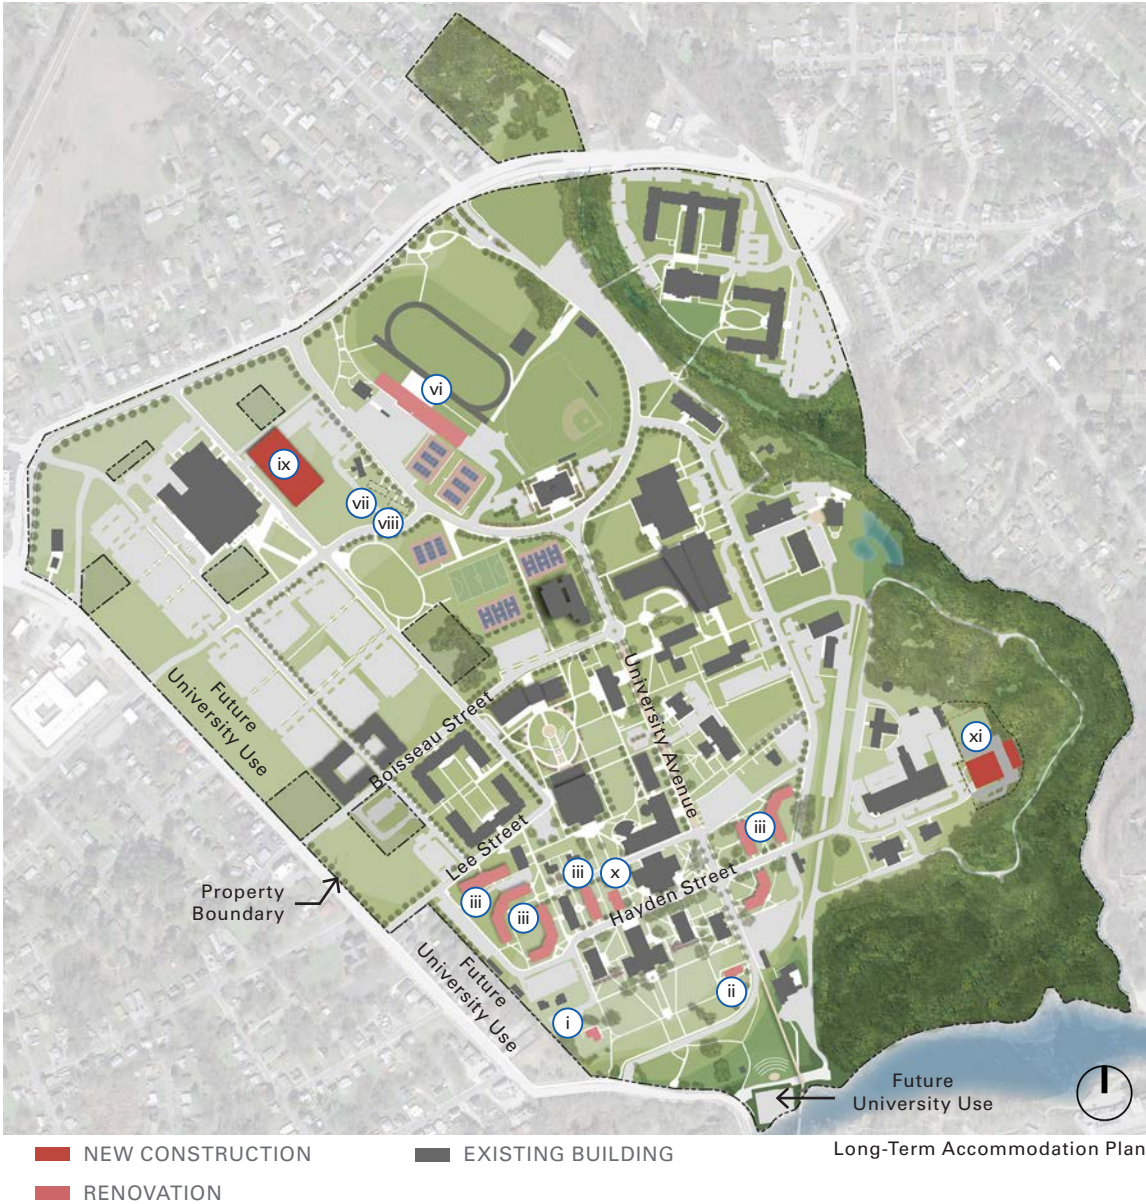 vi
ix
vii
viii
Future
University Use
University Avenue
Boisseau Street
xi
Lee Street
iii
iii
x
Hayden Street
Property
Boundary
iii
iii
Future
University Use
ii
i
Future
University Use
NEW CONSTRUCTION
EXISTING BUILDING
Long-Term Accommodation Plan
RENOVATION